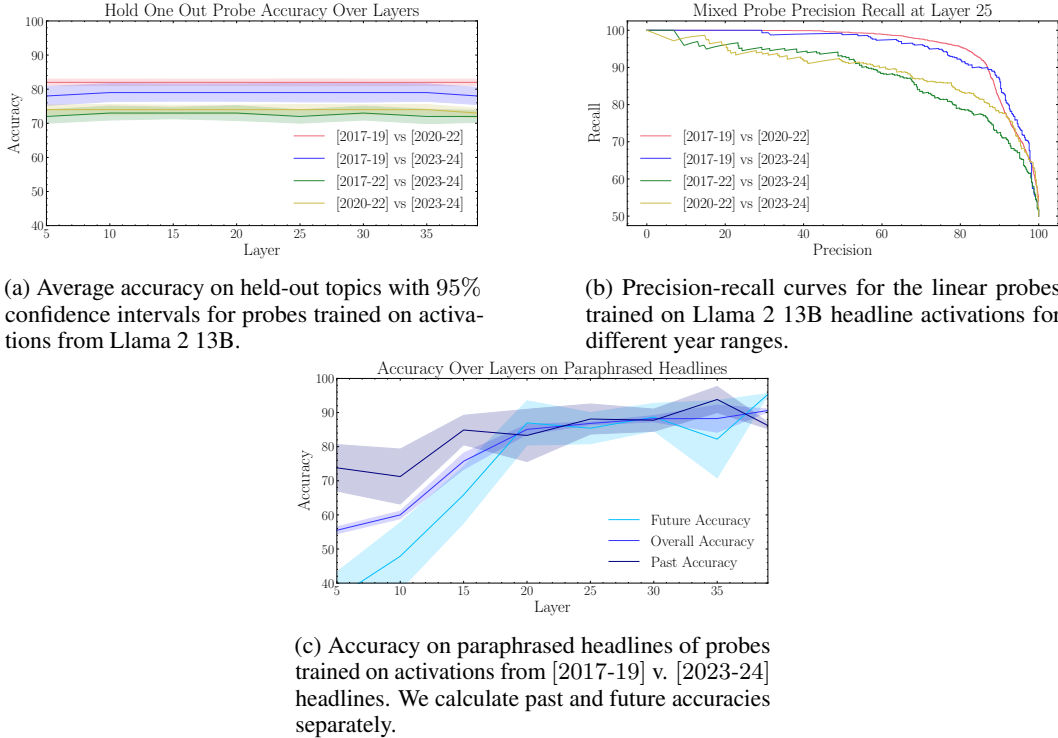 Hold One Out Probe Accuracy Over Layers
100
90
80
70
60
50
40
Accuracy
[2017-19] vs [2020-22]
[2017-19] vs [2023-24]
[2017-22] vs [2023-24]
[2020-22] vs [2023-24]
5 10 15 20 25 30 35
Layer
(a) Average accuracy on held-out topics with 95%
confidence intervals for probes trained on activa-
tions from Llama 2 13B.
Mixed Probe Precision Recall at Layer 25
100
90
80
70
60
50
Recall
[2017-19] vs [2020-22]
[2017-19] vs [2023-24]
[2017-22] vs [2023-24]
[2020-22] vs [2023-24]
0 20 40 60 80 100
Precision
(b) Precision-recall curves for the linear probes
trained on Llama 2 13B headline activations for
different year ranges.
Accuracy Over Layers on Paraphrased Headlines
100
90
80
70
60
50
40
Accuracy
Future Accuracy
Overall Accuracy
Past Accuracy
5 10 15 20 25 30 35
Layer
(c) Accuracy on paraphrased headlines of probes
trained on activations from [2017-19] v. [2023-24]
headlines. We calculate past and future accuracies
separately.